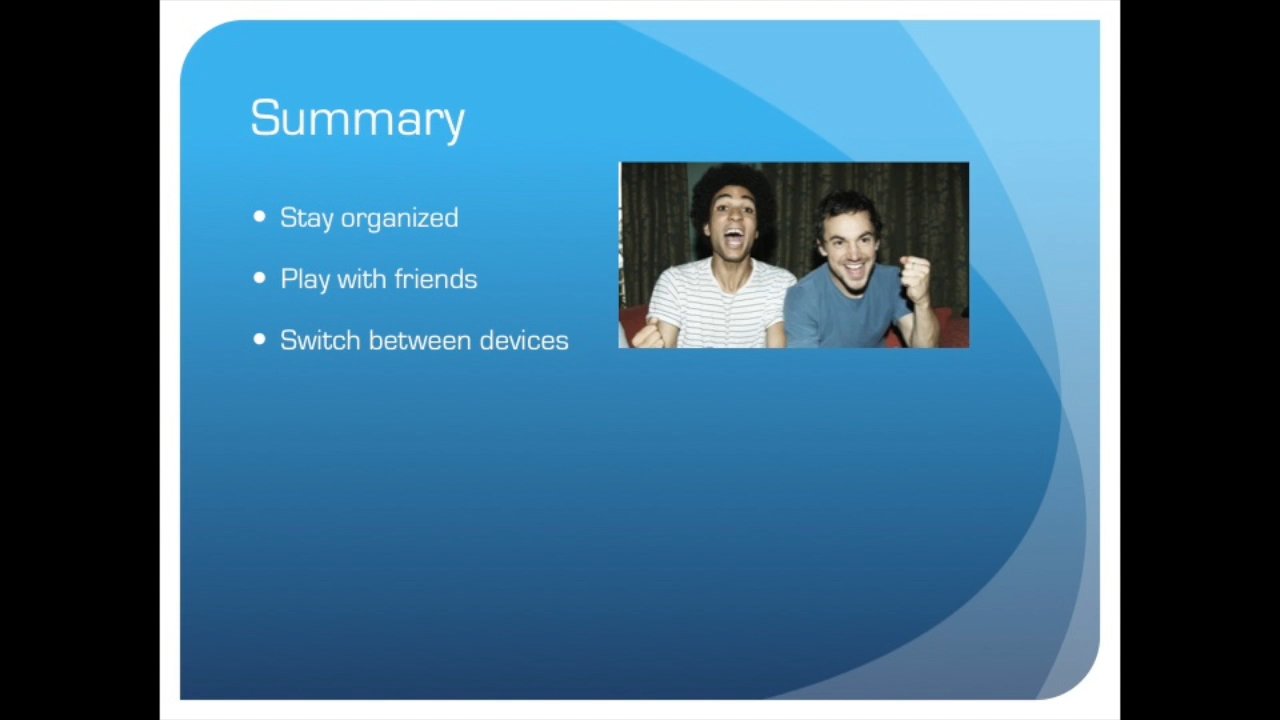 Summary
Stay organized
Play with friends
Switch between devices